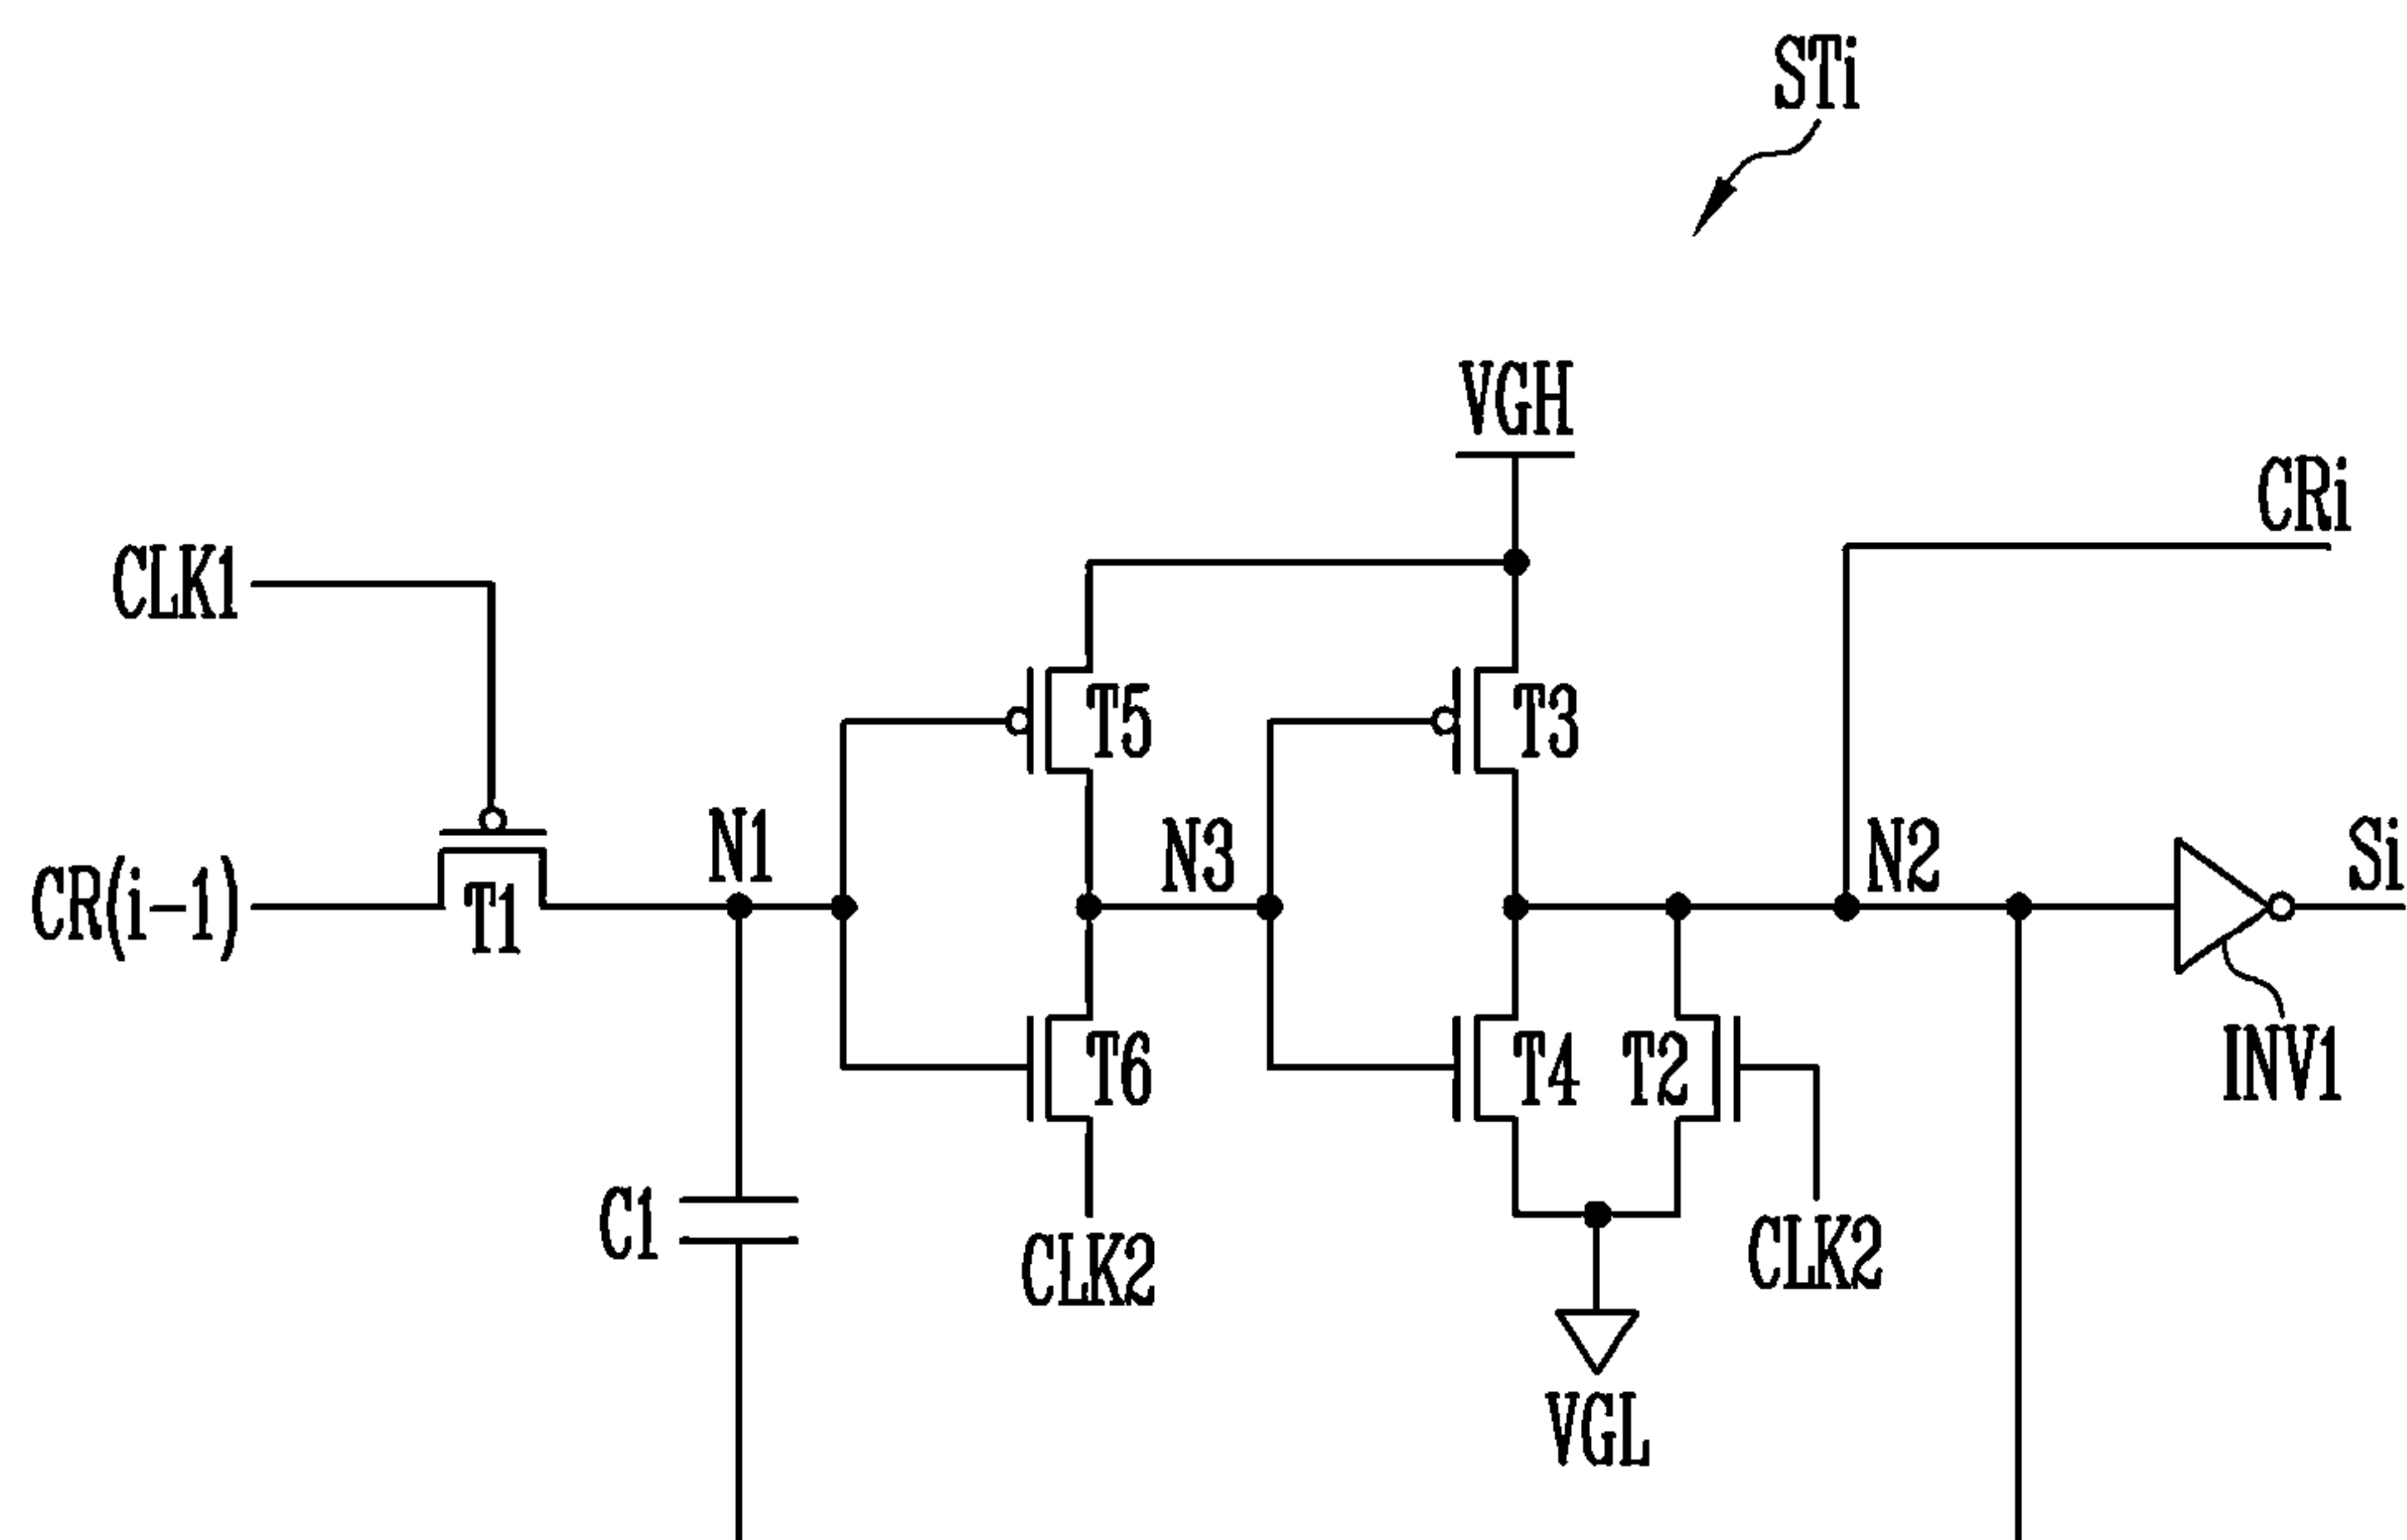 STi
VGH
CRi
CLK1
T5
T3
N1
N3
N2
Si
CR(i-1)
T1
T6
T4
T2
INV1
C1
CLK2
CLK2
VGL